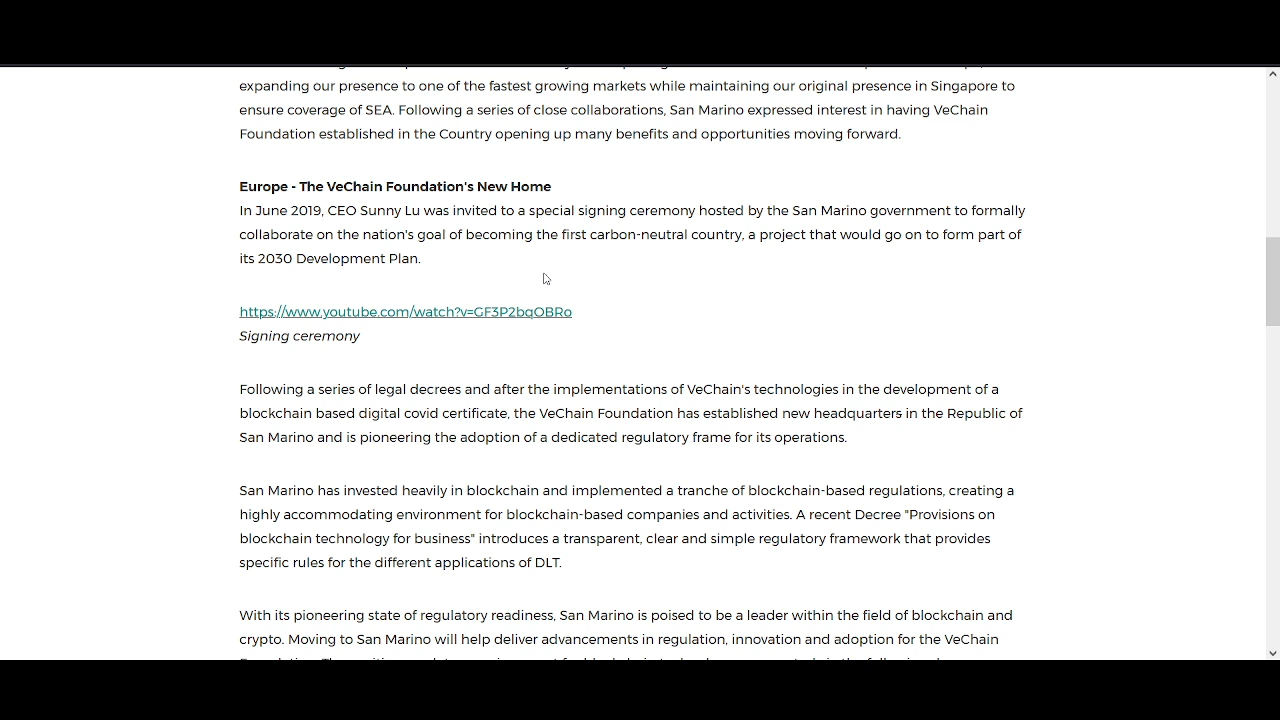 expanding our presence to one of the fastest growing markets while maintaining our original presence in Singapore to
ensure coverage of SEA. Following a series of close collaborations, San Marino expressed interest in having VeChain
Foundation established in the Country opening up many benefits and opportunities moving forward.
Europe - The VeChain Foundation's New Home
In June 2019, CEO Sunny Lu was invited to a special signing ceremony hosted by the San Marino government to formally
collaborate on the nation's goal of becoming the first carbon-neutral country, a project that would go on to form part of
its 2030 Development Plan.
https://www.youtube.com/watch?v=GF3P2bqOBRo
Signing ceremony
Following a series of legal decrees and after the implementations of VeChain's technologies in the development of a
blockchain based digital covid certificate, the VeChain Foundation has established new headquarters in the Republic of
San Marino and is pioneering the adoption of a dedicated regulatory frame for its operations.
San Marino has invested heavily in blockchain and implemented a tranche of blockchain-based regulations, creating a
highly accommodating environment for blockchain-based companies and activities. A recent Decree "Provisions on
blockchain technology for business" introduces a transparent, clear and simple regulatory framework that provides
specific rules for the different applications of DLT.
With its pioneering state of regulatory readiness, San Marino is poised to be a leader within the field of blockchain and
crypto. Moving to San Marino will help deliver advancements in regulation, innovation and adoption for the VeChain